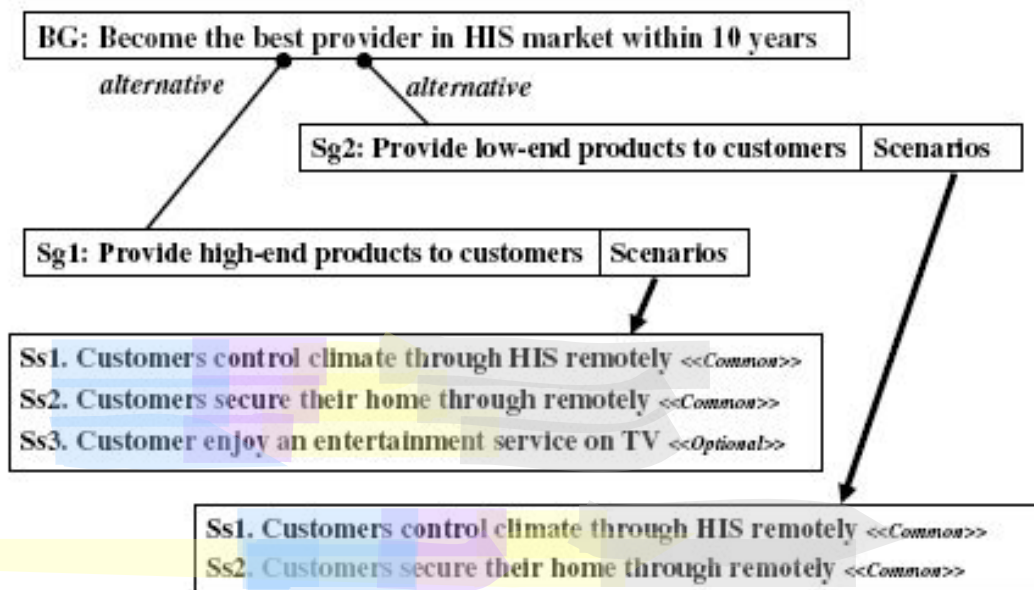 BG: Become the best provider in HIS market within 10 years
alternative
alternative
Sg2: Provide low-end products to customers Scenarios
Sg1: Provide high-end products to customers Scenarios
Ss1. Customers control climate through HIS remotely <<Common>>
Ss2. Customers secure their home through remotely <<Common>>
Ss3. Customer enjoy an entertainment service on TV <<Optional>>
Ss1. Customers control climate through HIS remotely <<Common>>
Ss2. Customers secure their home through remotely <<Common>>